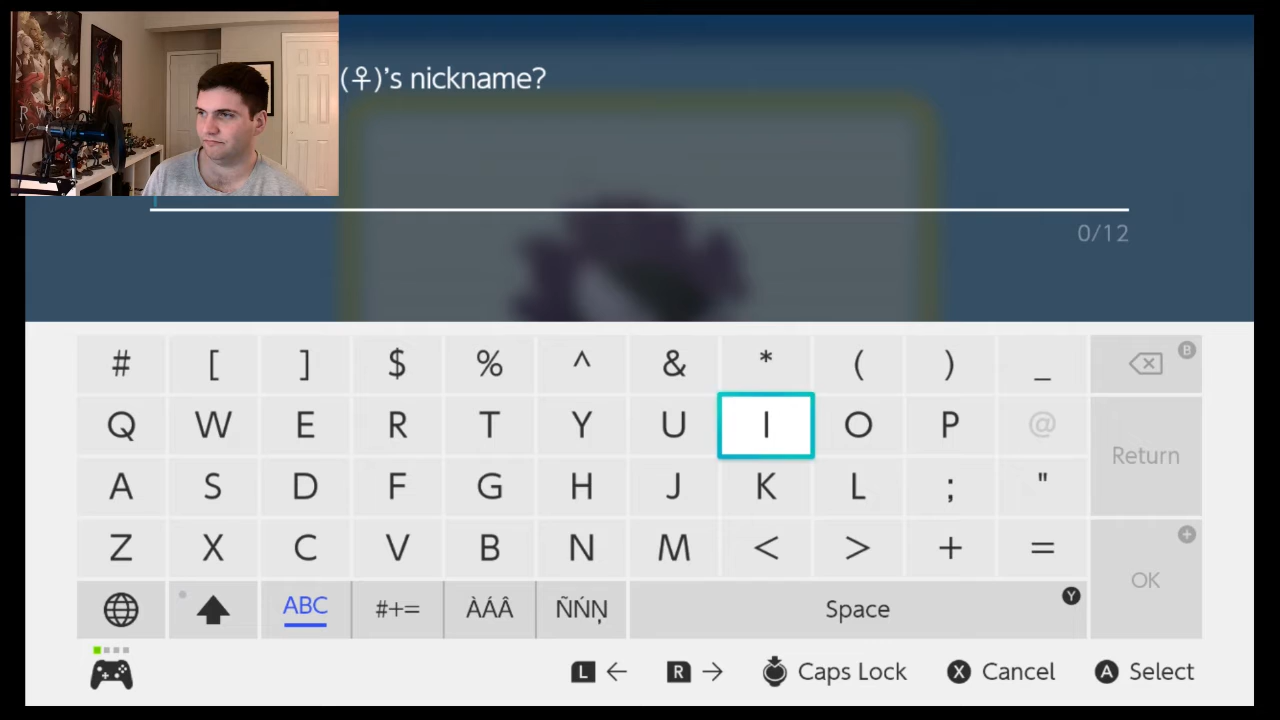 (♀)'s nickname?
0/12
# [ ] $ % ^ & * ( ) _
B
Q W E R T Y U I O P @
Return
A S D F G H J K L ; "
Z X C V B N M < > + =
+
OK
ABC #+= ÀÁÂ ÑŃŅ Space
Y
L ← R → Caps Lock X Cancel A Select
R W B Y